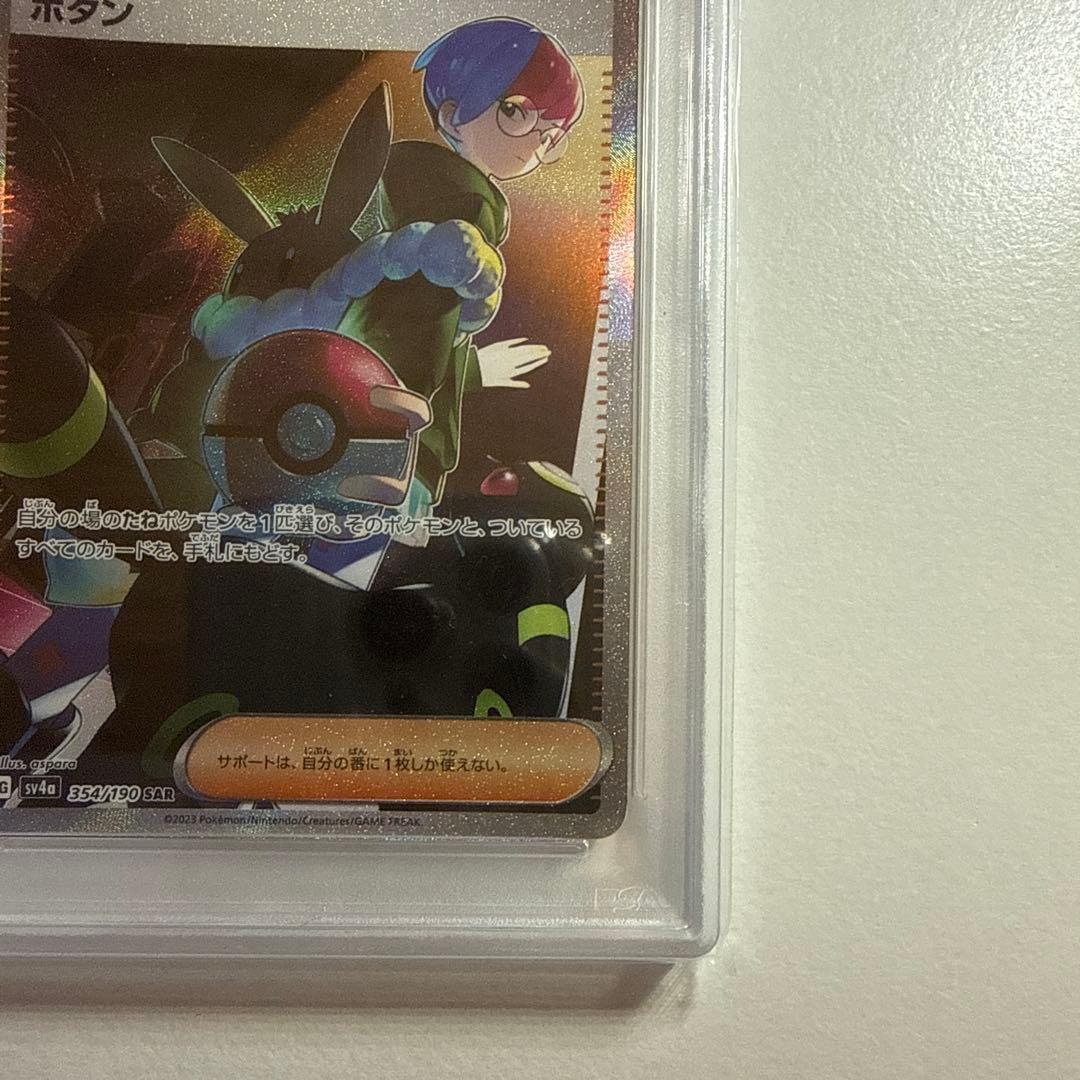 ボタン
自分の場のたねポケモンを1匹選び、そのポケモンと、ついている
すべてのカードを、手札にもどす。
サポートは、自分の番に1枚しか使えない。
Illus. aspara
G sv4a 354/190 SAR
©2023 Pokémon/Nintendo/Creatures/GAME FREAK.